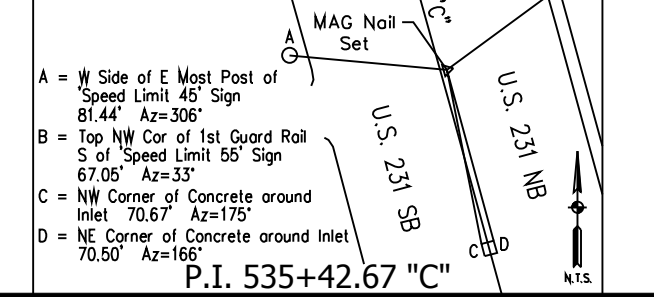 "C"
MAG Nail
Set
A
A = W Side of E Most Post of
'Speed Limit 45' Sign
81.44' Az=306°
B = Top NW Cor of 1st Guard Rail
S of 'Speed Limit 55' Sign
67.05' Az=33°
C = NW Corner of Concrete around
Inlet 70.67' Az=175°
D = NE Corner of Concrete around Inlet
70.50' Az=166°
U.S. 231 SB
U.S. 231 NB
C D
N.T.S.
P.I. 535+42.67 "C"